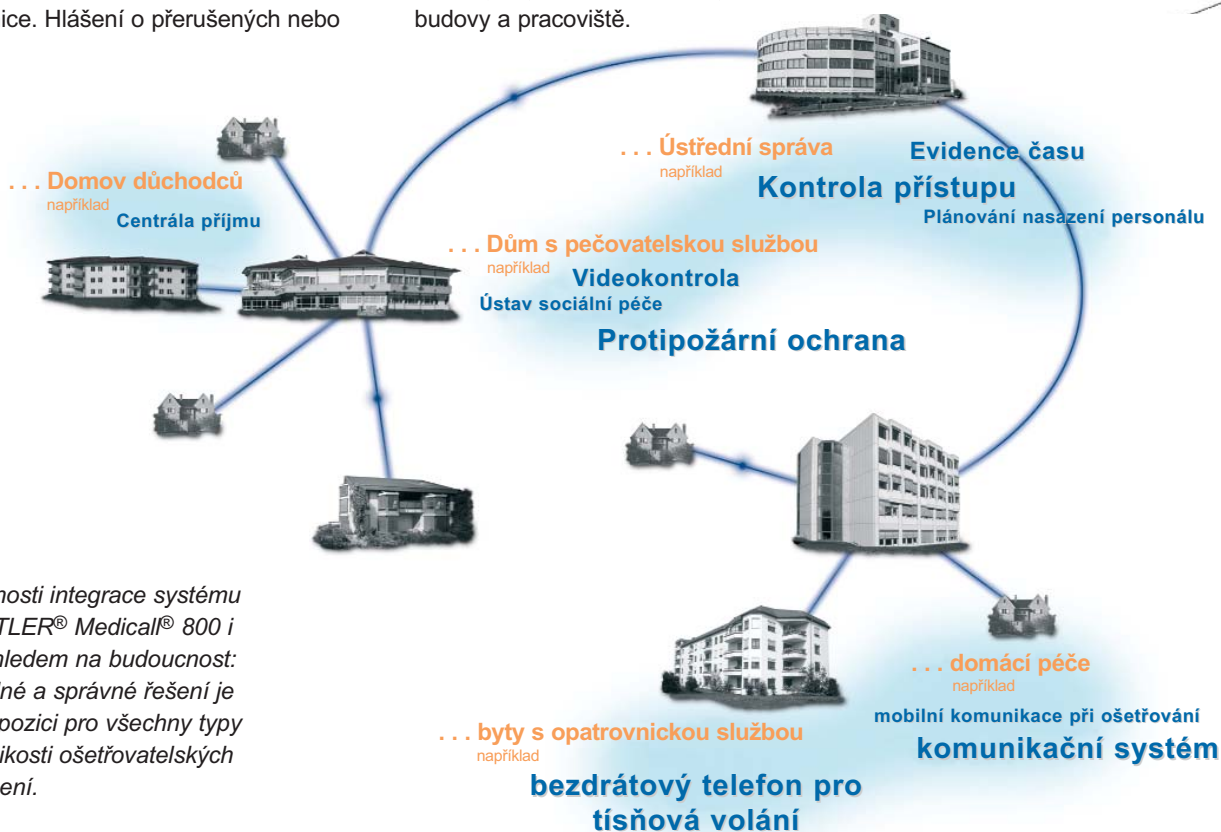 ice. Hlášení o přerušených nebo
budovy a pracoviště.
. . . Ústřední správa
například
Evidence času
Kontrola přístupu
Plánování nasazení personálu
. . . Domov důchodců
například
Centrála příjmu
. . . Dům s pečovatelskou službou
například
Videokontrola
Ústav sociální péče
Protipožární ochrana
nosti integrace systému
TLER® Medicall® 800 i
hledem na budoucnost:
lné a správné řešení je
pozici pro všechny typy
likosti ošetřovatelských
ení.
. . . domácí péče
například
mobilní komunikace při ošetřování
komunikační systém
. . . byty s opatrovnickou službou
například
bezdrátový telefon pro
tísňová volání